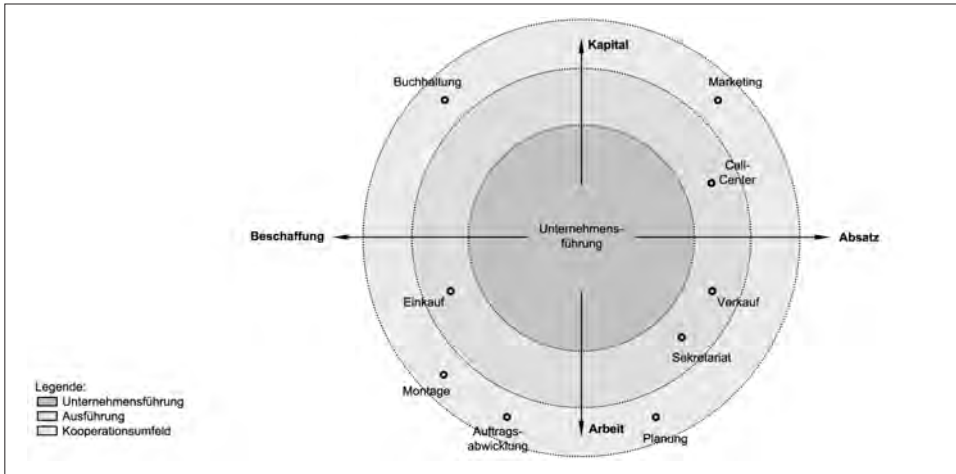 Kapital
Buchhaltung
Marketing
Call-
Center
Beschaffung
Unternehmens-
führung
Absatz
Einkauf
Verkauf
Sekretariat
Montage
Auftrags-
abwicklung
Arbeit
Planung
Legende:
Unternehmensführung
Ausführung
Kooperationsumfeld